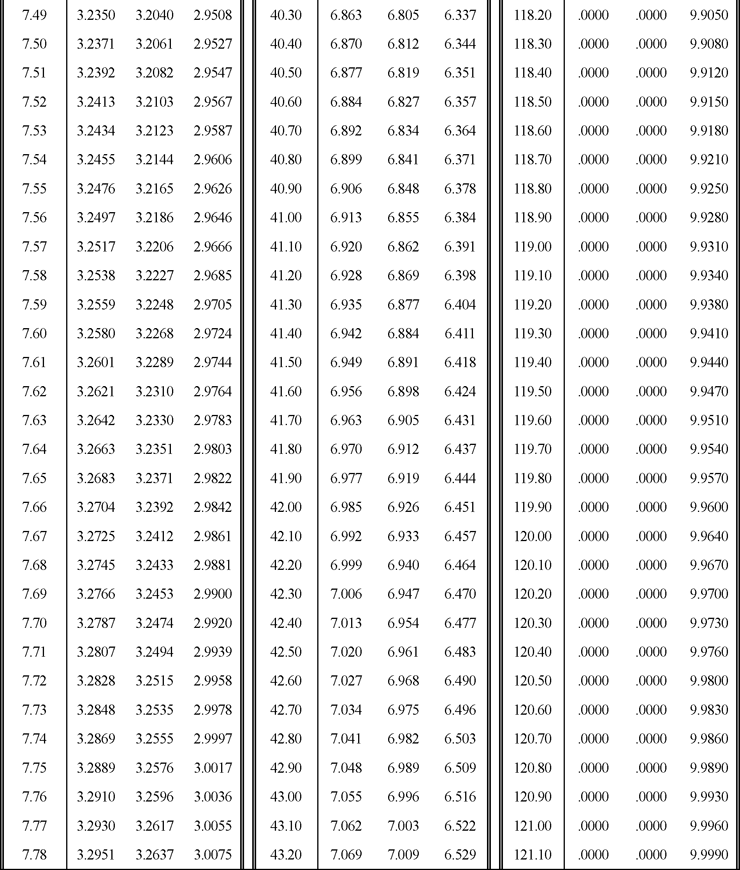 7.49 3.2350 3.2040 2.9508 40.30 6.863 6.805 6.337 118.20 .0000 .0000 9.9050
7.50 3.2371 3.2061 2.9527 40.40 6.870 6.812 6.344 118.30 .0000 .0000 9.9080
7.51 3.2392 3.2082 2.9547 40.50 6.877 6.819 6.351 118.40 .0000 .0000 9.9120
7.52 3.2413 3.2103 2.9567 40.60 6.884 6.827 6.357 118.50 .0000 .0000 9.9150
7.53 3.2434 3.2123 2.9587 40.70 6.892 6.834 6.364 118.60 .0000 .0000 9.9180
7.54 3.2455 3.2144 2.9606 40.80 6.899 6.841 6.371 118.70 .0000 .0000 9.9210
7.55 3.2476 3.2165 2.9626 40.90 6.906 6.848 6.378 118.80 .0000 .0000 9.9250
7.56 3.2497 3.2186 2.9646 41.00 6.913 6.855 6.384 118.90 .0000 .0000 9.9280
7.57 3.2517 3.2206 2.9666 41.10 6.920 6.862 6.391 119.00 .0000 .0000 9.9310
7.58 3.2538 3.2227 2.9685 41.20 6.928 6.869 6.398 119.10 .0000 .0000 9.9340
7.59 3.2559 3.2248 2.9705 41.30 6.935 6.877 6.404 119.20 .0000 .0000 9.9380
7.60 3.2580 3.2268 2.9724 41.40 6.942 6.884 6.411 119.30 .0000 .0000 9.9410
7.61 3.2601 3.2289 2.9744 41.50 6.949 6.891 6.418 119.40 .0000 .0000 9.9440
7.62 3.2621 3.2310 2.9764 41.60 6.956 6.898 6.424 119.50 .0000 .0000 9.9470
7.63 3.2642 3.2330 2.9783 41.70 6.963 6.905 6.431 119.60 .0000 .0000 9.9510
7.64 3.2663 3.2351 2.9803 41.80 6.970 6.912 6.437 119.70 .0000 .0000 9.9540
7.65 3.2683 3.2371 2.9822 41.90 6.977 6.919 6.444 119.80 .0000 .0000 9.9570
7.66 3.2704 3.2392 2.9842 42.00 6.985 6.926 6.451 119.90 .0000 .0000 9.9600
7.67 3.2725 3.2412 2.9861 42.10 6.992 6.933 6.457 120.00 .0000 .0000 9.9640
7.68 3.2745 3.2433 2.9881 42.20 6.999 6.940 6.464 120.10 .0000 .0000 9.9670
7.69 3.2766 3.2453 2.9900 42.30 7.006 6.947 6.470 120.20 .0000 .0000 9.9700
7.70 3.2787 3.2474 2.9920 42.40 7.013 6.954 6.477 120.30 .0000 .0000 9.9730
7.71 3.2807 3.2494 2.9939 42.50 7.020 6.961 6.483 120.40 .0000 .0000 9.9760
7.72 3.2828 3.2515 2.9958 42.60 7.027 6.968 6.490 120.50 .0000 .0000 9.9800
7.73 3.2848 3.2535 2.9978 42.70 7.034 6.975 6.496 120.60 .0000 .0000 9.9830
7.74 3.2869 3.2555 2.9997 42.80 7.041 6.982 6.503 120.70 .0000 .0000 9.9860
7.75 3.2889 3.2576 3.0017 42.90 7.048 6.989 6.509 120.80 .0000 .0000 9.9890
7.76 3.2910 3.2596 3.0036 43.00 7.055 6.996 6.516 120.90 .0000 .0000 9.9930
7.77 3.2930 3.2617 3.0055 43.10 7.062 7.003 6.522 121.00 .0000 .0000 9.9960
7.78 3.2951 3.2637 3.0075 43.20 7.069 7.009 6.529 121.10 .0000 .0000 9.9990